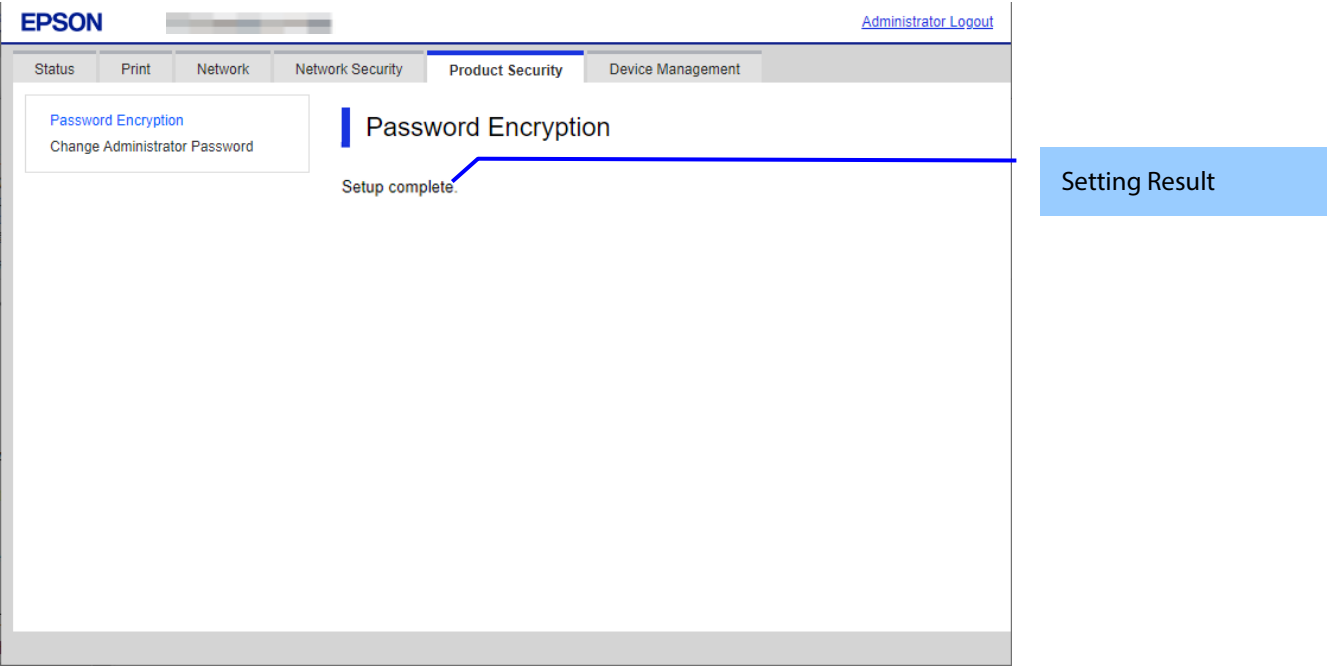 EPSON
Administrator Logout
Status Print Network Network Security Product Security Device Management
Password Encryption
Change Administrator Password
Password Encryption
Setup complete.
Setting Result